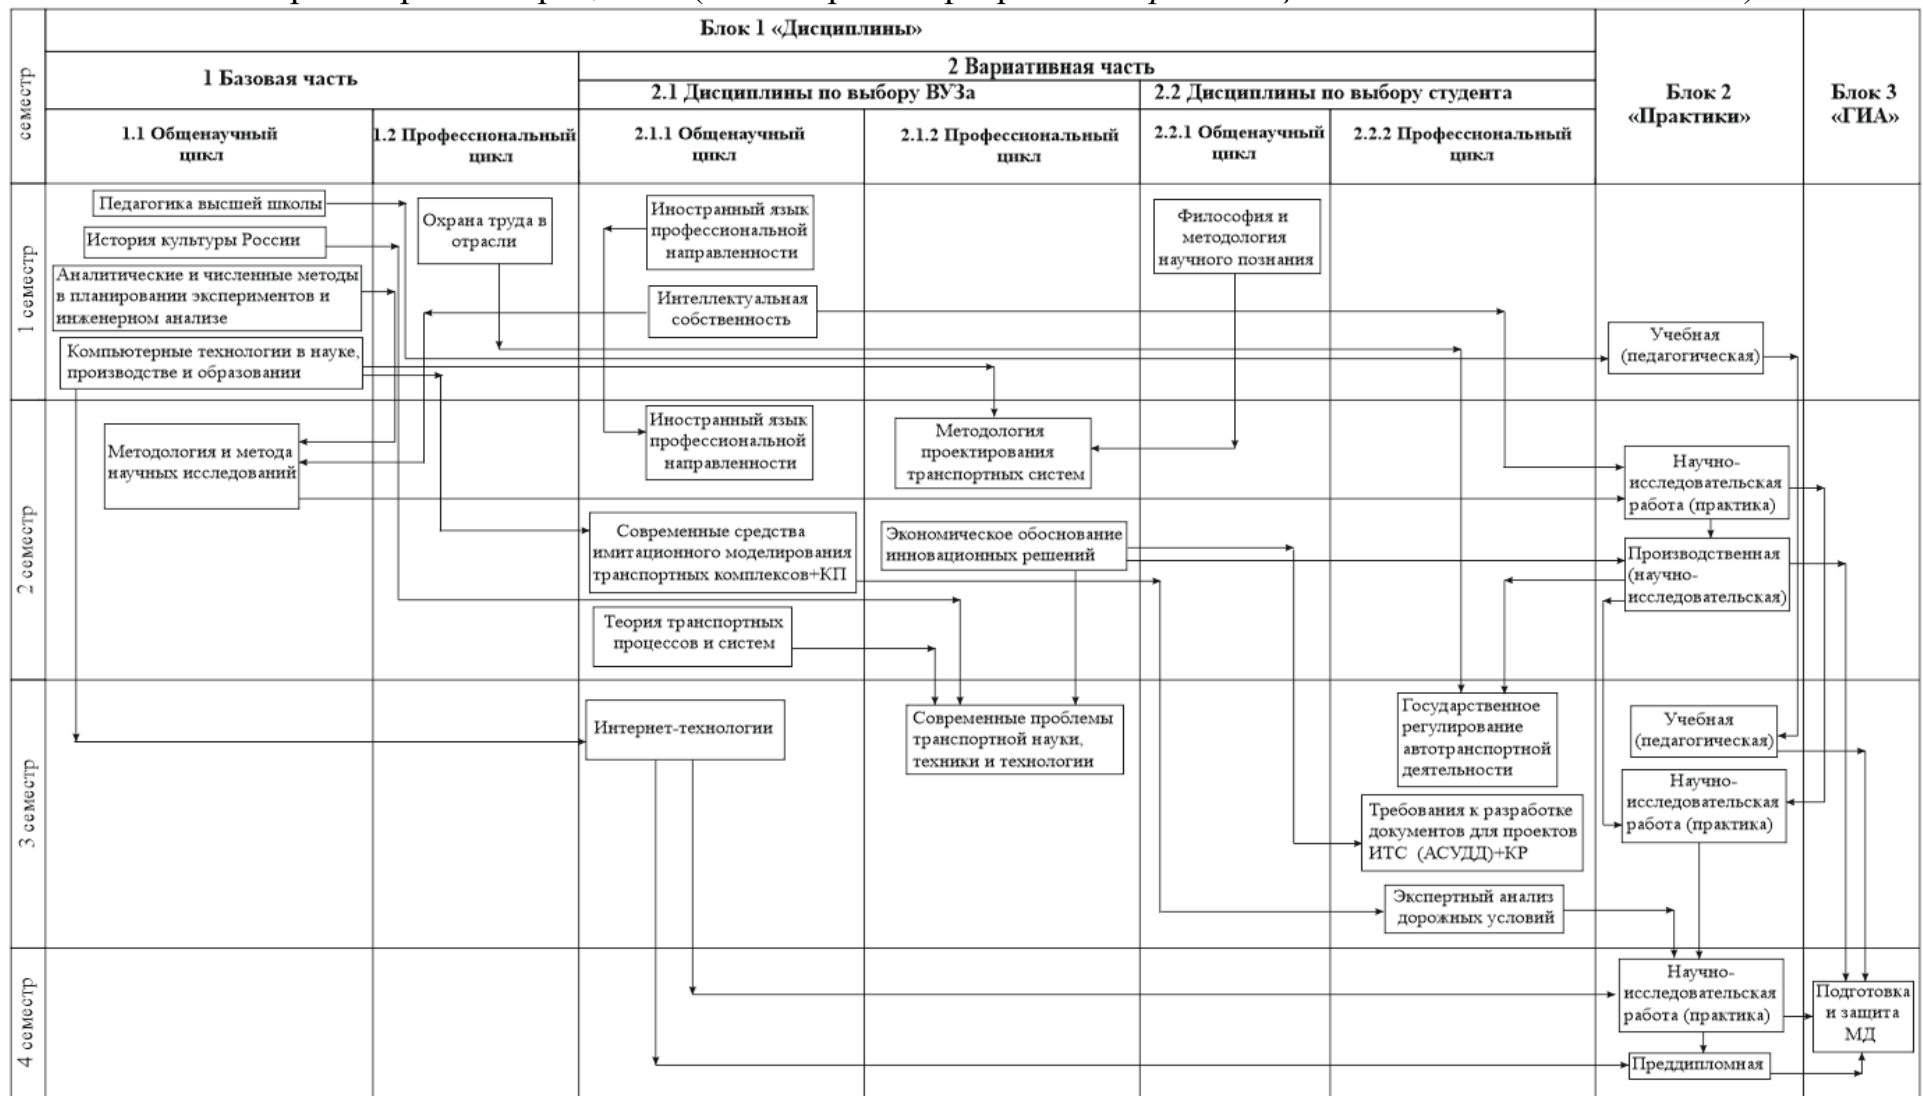 семестр
Блок 1 «Дисциплины»
1 Базовая часть
2 Вариативная часть
2.1 Дисциплины по выбору ВУЗа
2.2 Дисциплины по выбору студента
Блок 2
«Практики»
Блок 3
«ГИА»
1.1 Общенаучный
цикл
1.2 Профессиональный
цикл
2.1.1 Общенаучный
цикл
2.1.2 Профессиональный
цикл
2.2.1 Общенаучный
цикл
2.2.2 Профессиональный
цикл
1 семестр
Педагогика высшей школы
История культуры России
Аналитические и численные методы
в планировании экспериментов и
инженерном анализе
Компьютерные технологии в науке,
производстве и образовании
Охрана труда в
отрасли
Иностранный язык
профессиональной
направленности
Интеллектуальная
собственность
Философия и
методология
научного познания
Учебная
(педагогическая)
2 семестр
Методология и метода
научных исследований
Иностранный язык
профессиональной
направленности
Современные средства
имитационного моделирования
транспортных комплексов+КП
Теория транспортных
процессов и систем
Методология
проектирования
транспортных систем
Экономическое обоснование
инновационных решений
Научно-
исследовательская
работа (практика)
Производственная
(научно-
исследовательская)
3 семестр
Интернет-технологии
Современные проблемы
транспортной науки,
техники и технологии
Государственное
регулирование
автотранспортной
деятельности
Требования к разработке
документов для проектов
ИТС (АСУДД)+КР
Экспертный анализ
дорожных условий
Учебная
(педагогическая)
Научно-
исследовательская
работа (практика)
4 семестр
Научно-
исследовательская
работа (практика)
Преддипломная
Подготовка
и защита
МД